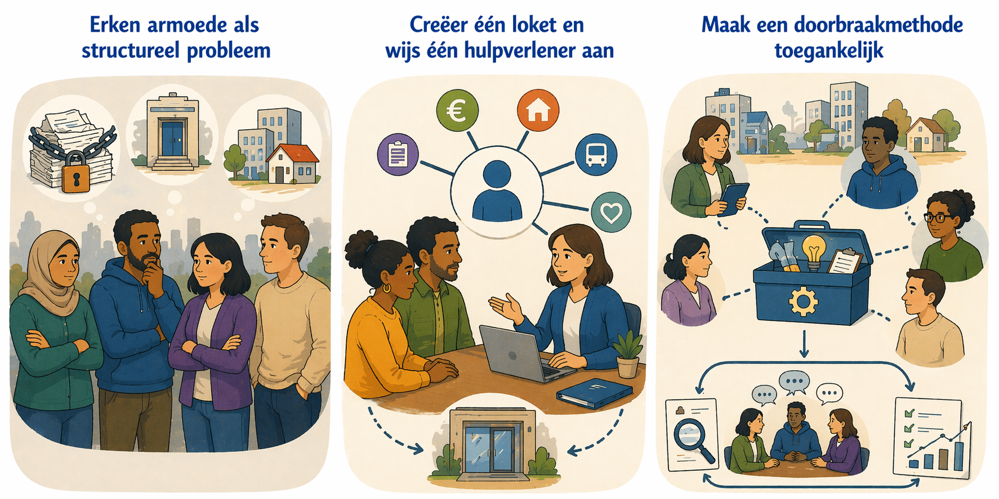 Erken armoede als
structureel probleem
Creëer één loket en
wijs één hulpverlener aan
Maak een doorbraakmethode
toegankelijk
€